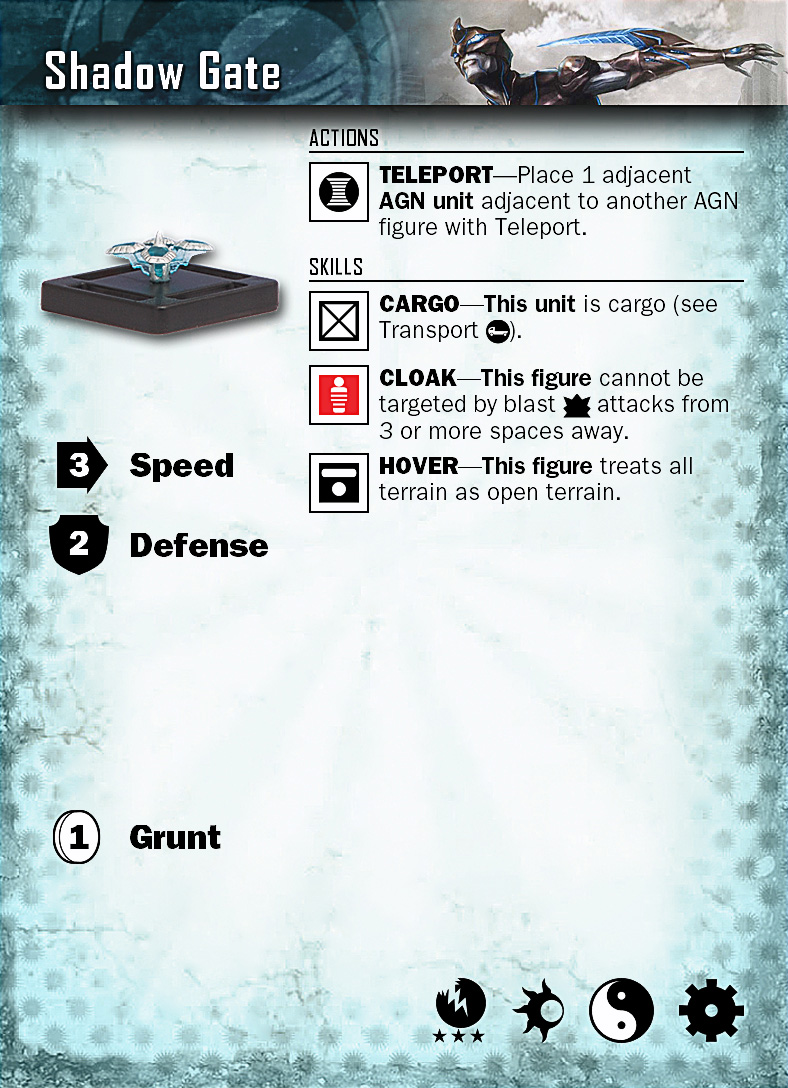 Shadow Gate
ACTIONS
TELEPORT—Place 1 adjacent
AGN unit adjacent to another AGN
figure with Teleport.
SKILLS
CARGO—This unit is cargo (see
Transport ).
CLOAK—This figure cannot be
targeted by blast attacks from
3 or more spaces away.
HOVER—This figure treats all
terrain as open terrain.
3 Speed
2 Defense
1 Grunt